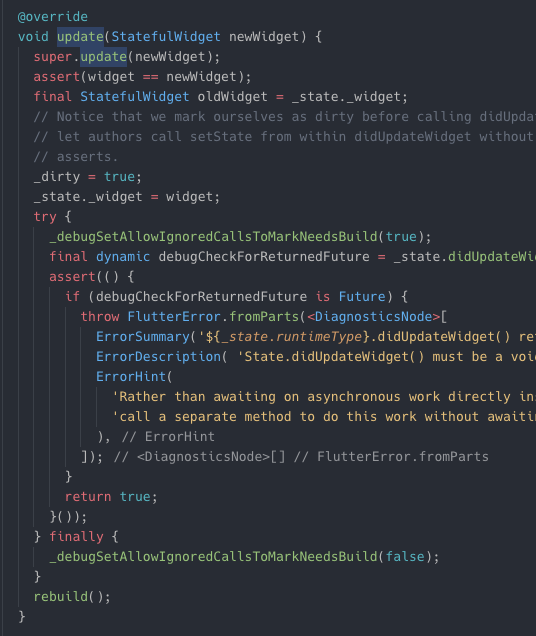 @override
void update(StatefulWidget newWidget) {
super.update(newWidget);
assert(widget == newWidget);
final StatefulWidget oldWidget = _state._widget;
// Notice that we mark ourselves as dirty before calling didUpda
// let authors call setState from within didUpdateWidget without
// asserts.
_dirty = true;
_state._widget = widget;
try {
_debugSetAllowIgnoredCallsToMarkNeedsBuild(true);
final dynamic debugCheckForReturnedFuture = _state.didUpdateWi
assert(() {
if (debugCheckForReturnedFuture is Future) {
throw FlutterError.fromParts(<DiagnosticsNode>[
ErrorSummary('${_state.runtimeType}.didUpdateWidget() ret
ErrorDescription( 'State.didUpdateWidget() must be a voi
ErrorHint(
'Rather than awaiting on asynchronous work directly ins
'call a separate method to do this work without awaitin
), // ErrorHint
]); // <DiagnosticsNode>[] // FlutterError.fromParts
}
return true;
}());
} finally {
_debugSetAllowIgnoredCallsToMarkNeedsBuild(false);
}
rebuild();
}